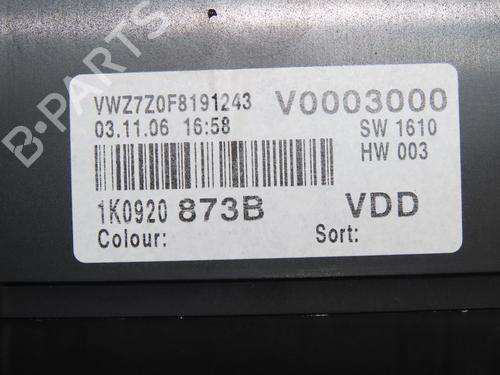 B-PARTS
VWZ7Z0F8191243 V0003000
03.11.06 16:58 SW 1610
HW 003
1K0920 873B VDD
Colour: Sort: